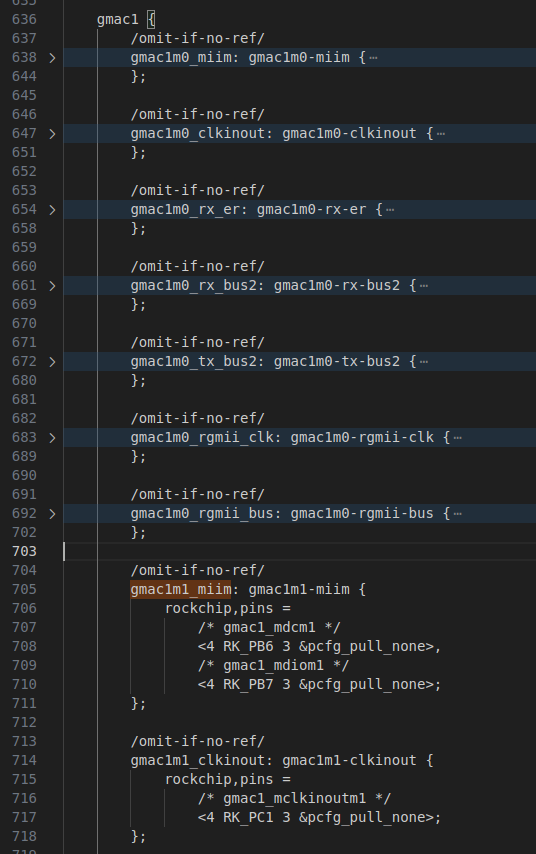 635
636 gmac1 {
637 /omit-if-no-ref/
638 gmac1m0_miim: gmac1m0-miim {…
644 };
645
646 /omit-if-no-ref/
647 gmac1m0_clkinout: gmac1m0-clkinout {…
651 };
652
653 /omit-if-no-ref/
654 gmac1m0_rx_er: gmac1m0-rx-er {…
658 };
659
660 /omit-if-no-ref/
661 gmac1m0_rx_bus2: gmac1m0-rx-bus2 {…
669 };
670
671 /omit-if-no-ref/
672 gmac1m0_tx_bus2: gmac1m0-tx-bus2 {…
680 };
681
682 /omit-if-no-ref/
683 gmac1m0_rgmii_clk: gmac1m0-rgmii-clk {…
689 };
690
691 /omit-if-no-ref/
692 gmac1m0_rgmii_bus: gmac1m0-rgmii-bus {…
702 };
703
704 /omit-if-no-ref/
705 gmac1m1_miim: gmac1m1-miim {
706 rockchip,pins =
707 /* gmac1_mdcm1 */
708 <4 RK_PB6 3 &pcfg_pull_none>,
709 /* gmac1_mdiom1 */
710 <4 RK_PB7 3 &pcfg_pull_none>;
711 };
712
713 /omit-if-no-ref/
714 gmac1m1_clkinout: gmac1m1-clkinout {
715 rockchip,pins =
716 /* gmac1_mclkinoutm1 */
717 <4 RK_PC1 3 &pcfg_pull_none>;
718 };
719